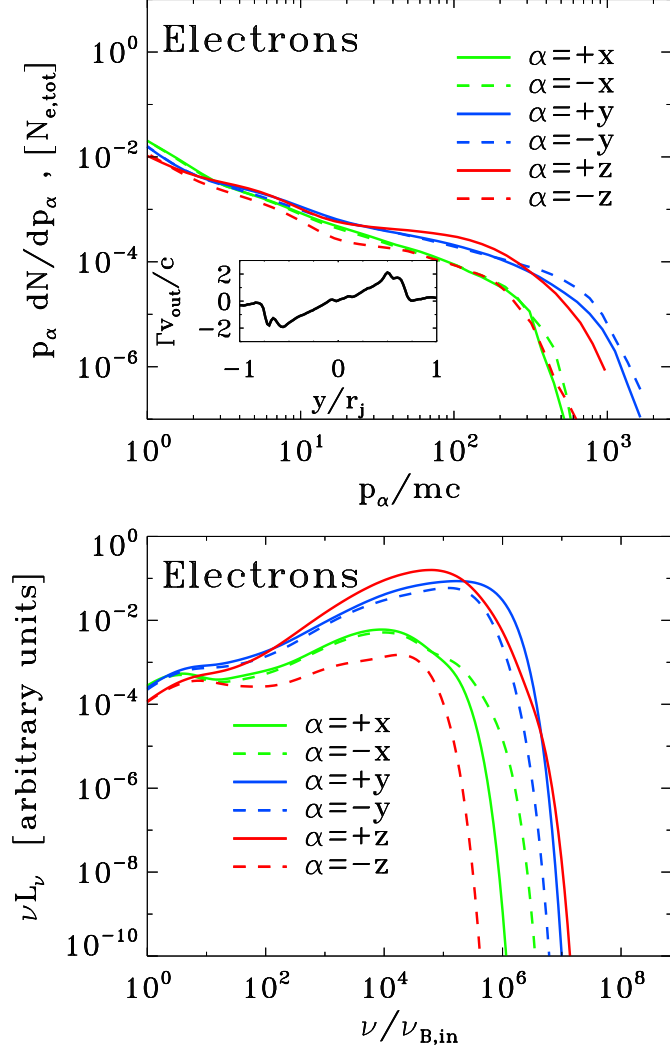 Electrons
α=+x
α=−x
α=+y
α=−y
α=+z
α=−z
p_α dN/dp_α , [N_e,tot]
10^0
10^−2
10^−4
10^−6
Γv_out/c
2
0
−2
−1 0 1
y/r_j
10^0 10^1 10^2 10^3
p_α/mc
Electrons
νL_ν [arbitrary units]
10^0
10^−2
10^−4
10^−6
10^−8
10^−10
α=+x
α=−x
α=+y
α=−y
α=+z
α=−z
10^0 10^2 10^4 10^6 10^8
ν/ν_B,in